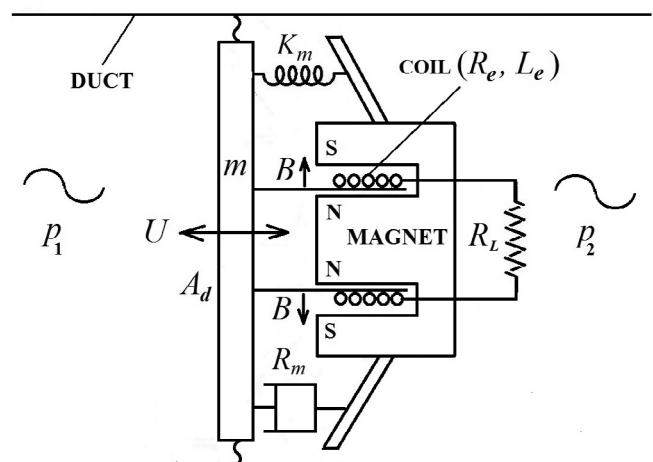 DUCT
K_m
COIL (R_e, L_e)
S
m
B
N
p_1
U
MAGNET
R_L
p_2
N
A_d
B
S
R_m